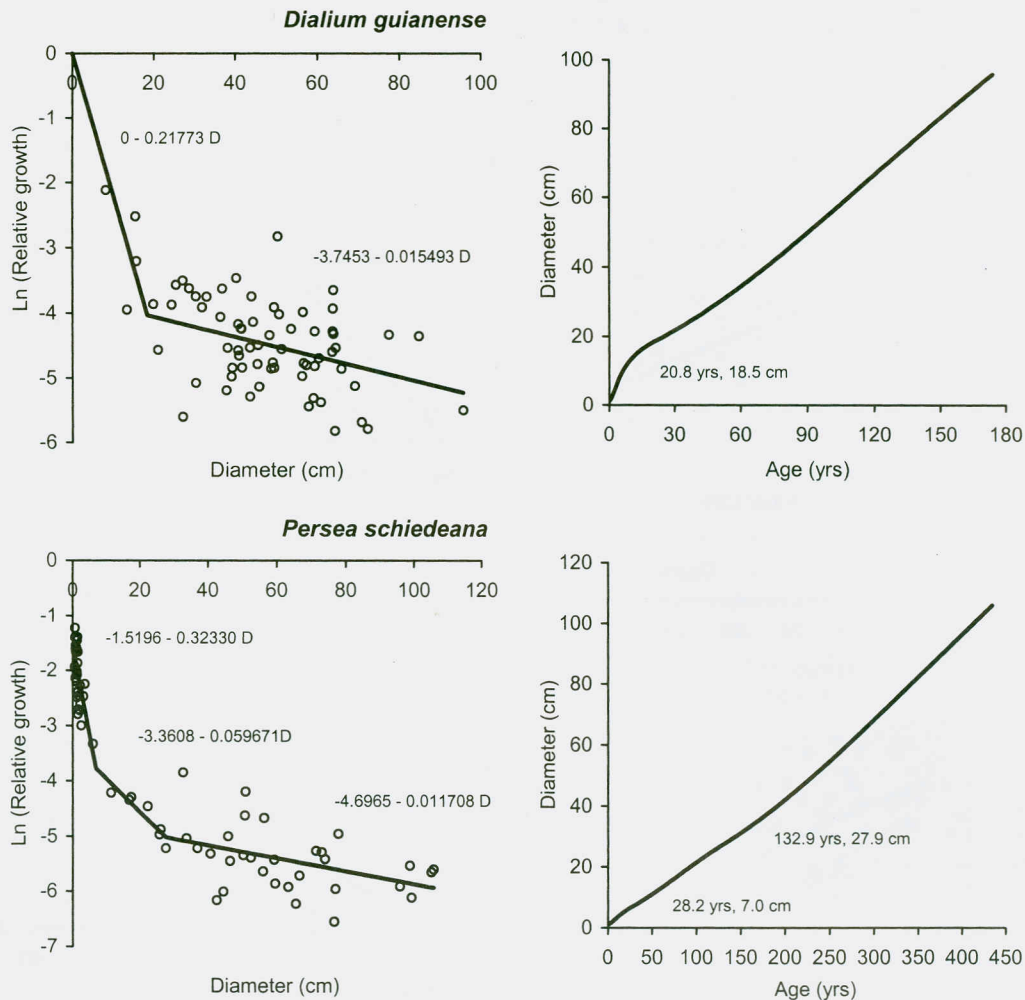 Dialium guianense
0
0 20 40 60 80 100
-1
-2
-3
-4
-5
-6
Ln (Relative growth)
0 - 0.21773 D
-3.7453 - 0.015493 D
Diameter (cm)
100
80
60
40
20
0
Diameter (cm)
20.8 yrs, 18.5 cm
0 30 60 90 120 150 180
Age (yrs)
Persea schiedeana
0
0 20 40 60 80 100 120
-1
-2
-3
-4
-5
-6
-7
Ln (Relative growth)
-1.5196 - 0.32330 D
-3.3608 - 0.059671D
-4.6965 - 0.011708 D
Diameter (cm)
120
100
80
60
40
20
0
Diameter (cm)
132.9 yrs, 27.9 cm
28.2 yrs, 7.0 cm
0 50 100 150 200 250 300 350 400 450
Age (yrs)